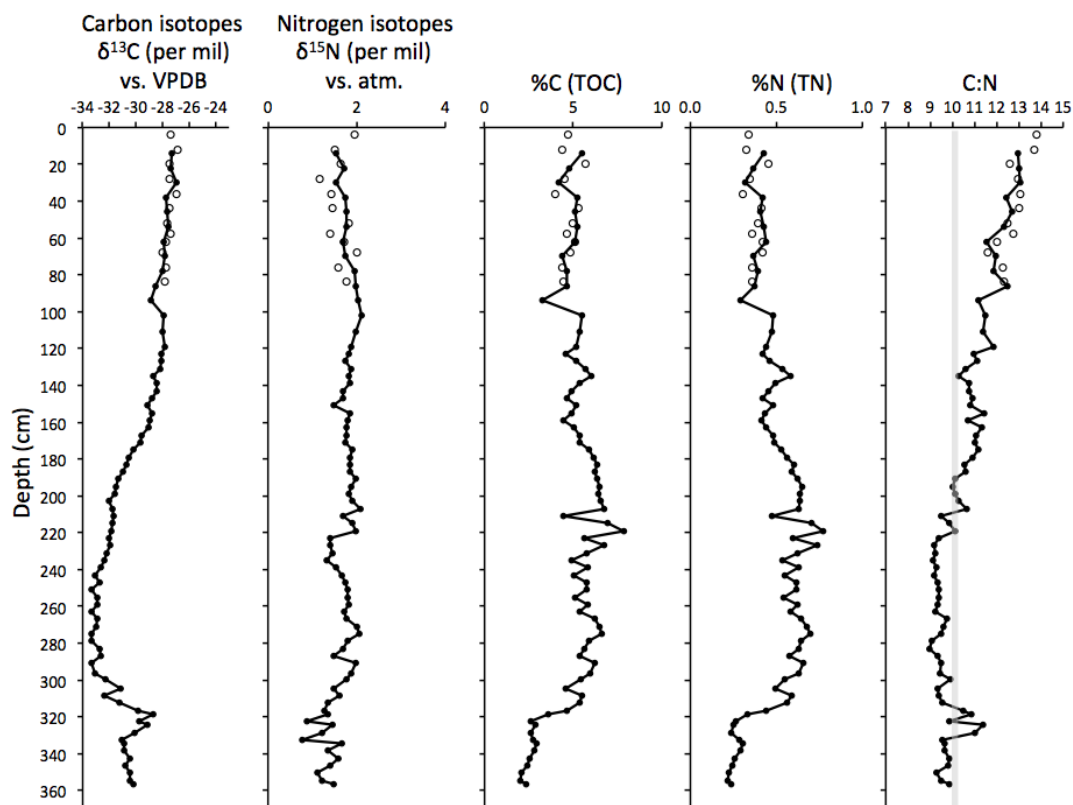 Carbon isotopes
δ¹³C (per mil)
vs. VPDB
-34 -32 -30 -28 -26 -24
Nitrogen isotopes
δ¹⁵N (per mil)
vs. atm.
0 2 4
%C (TOC)
0 5 10
%N (TN)
0.0 0.5 1.0
C:N
7 8 9 10 11 12 13 14 15
Depth (cm)
0
20
40
60
80
100
120
140
160
180
200
220
240
260
280
300
320
340
360